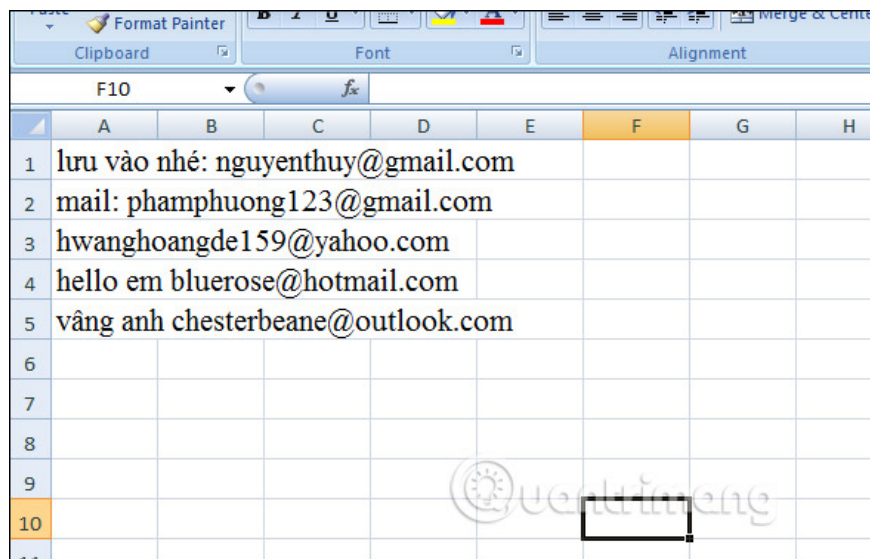 Format Painter
Clipboard Font Alignment
Merge & Cente
F10 fx
A B C D E F G H
1 lưu vào nhé: nguyenthuy@gmail.com
2 mail: phamphuong123@gmail.com
3 hwanghoangde159@yahoo.com
4 hello em bluerose@hotmail.com
5 vâng anh chesterbeane@outlook.com
6
7
8
9
10
Quantrimang